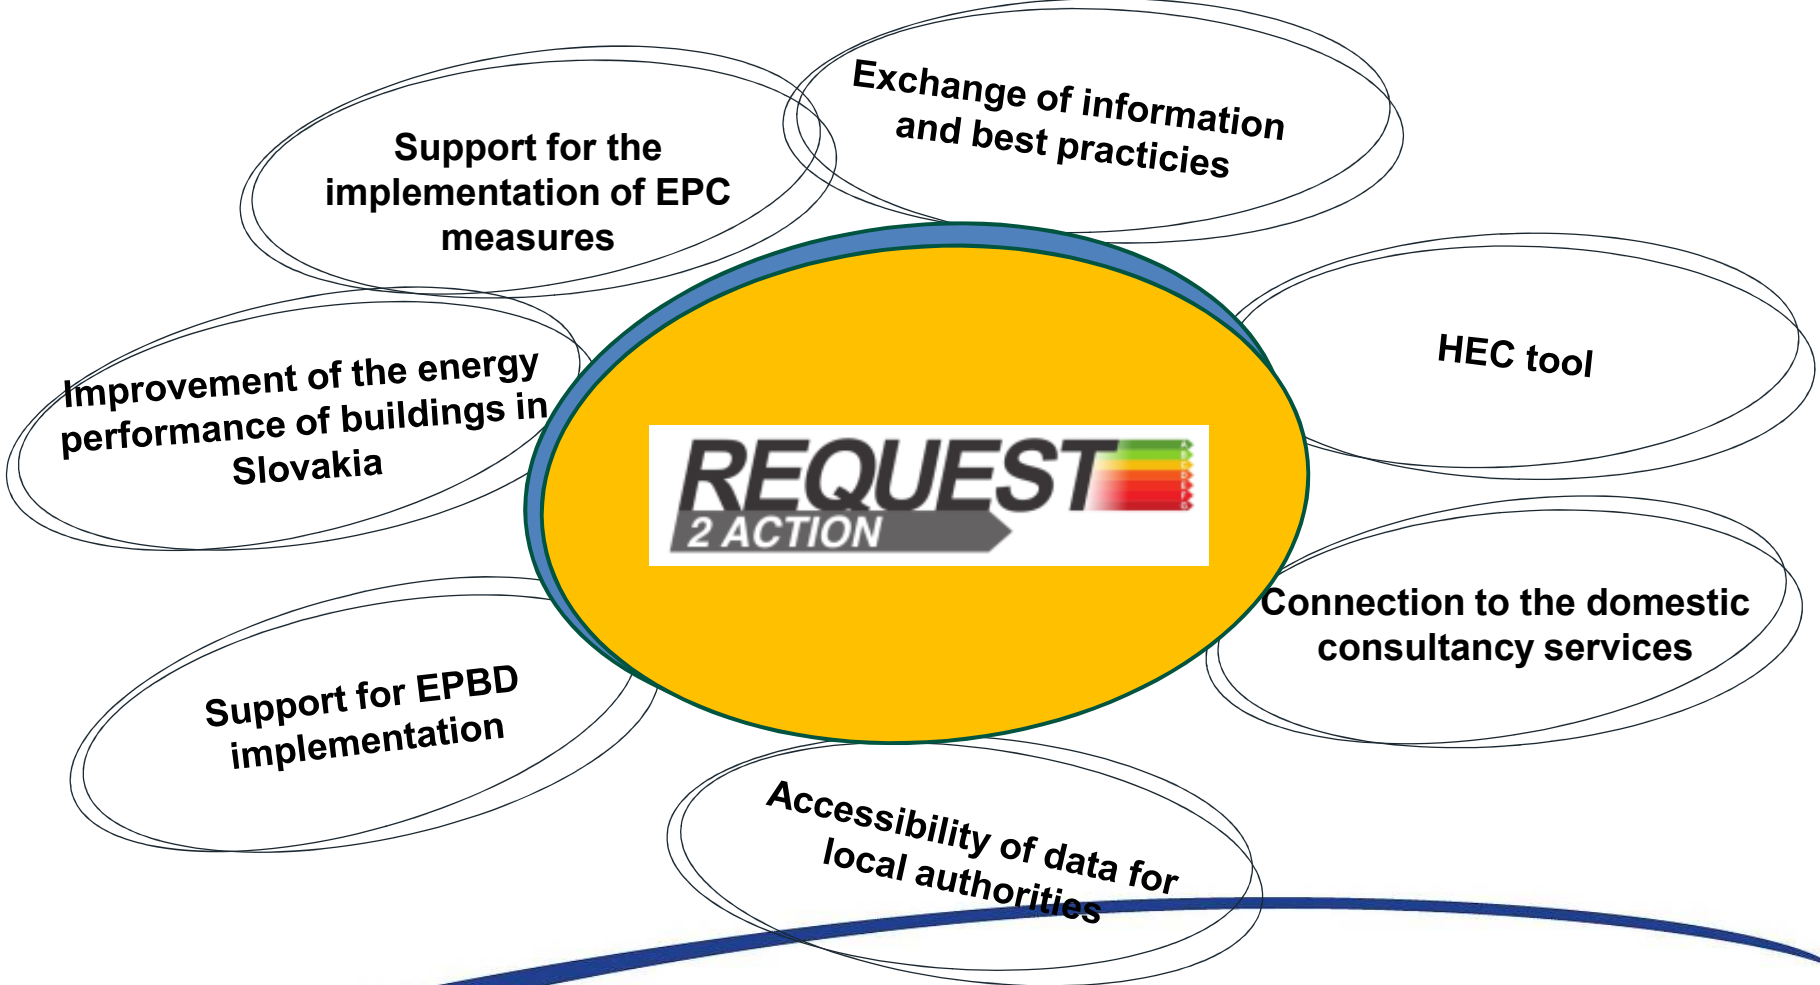 Exchange of information
and best practicies
Support for the
implementation of EPC
measures
HEC tool
Improvement of the energy
performance of buildings in
Slovakia
REQUEST
2 ACTION
Connection to the domestic
consultancy services
Support for EPBD
implementation
Accessibility of data for
local authorities